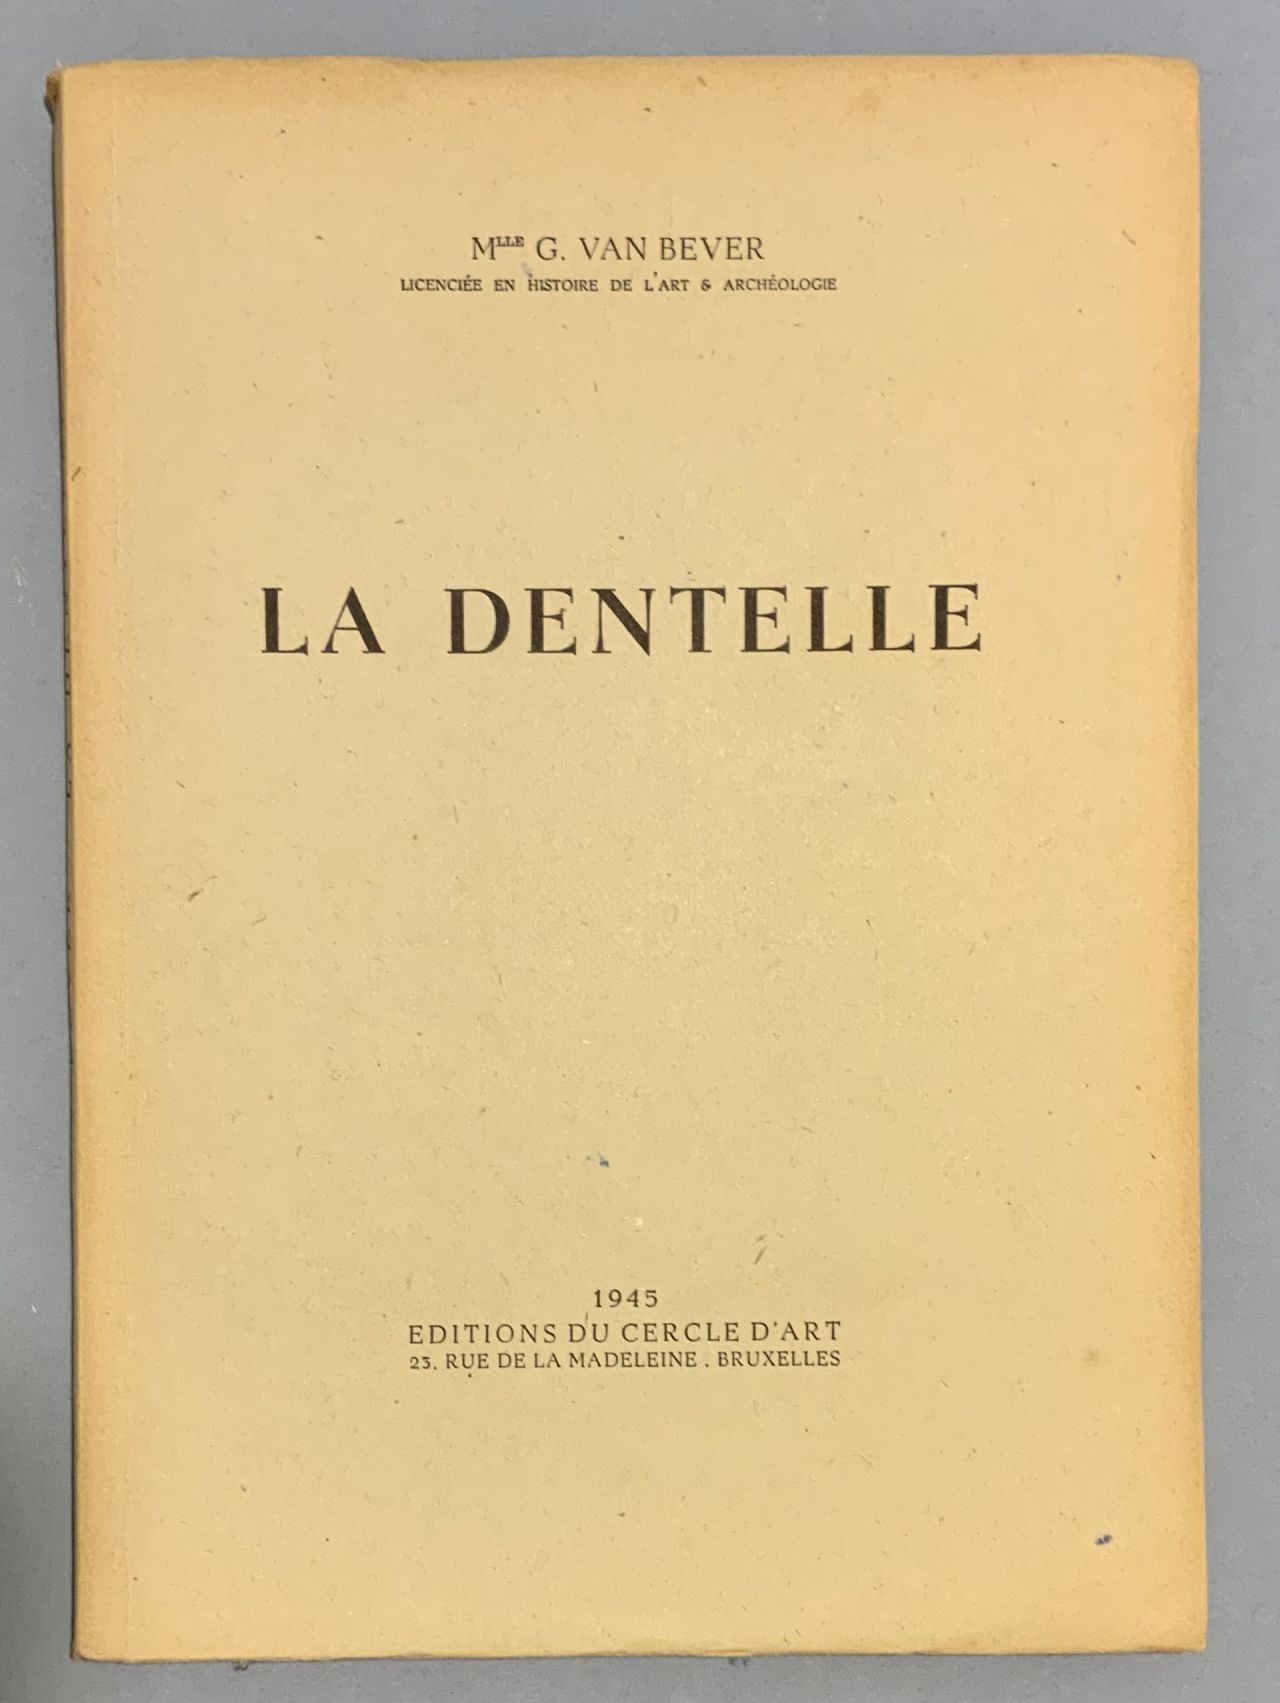 Mlle G. VAN BEVER
LICENCIÉE EN HISTOIRE DE L'ART & ARCHÉOLOGIE
LA DENTELLE
1945
EDITIONS DU CERCLE D'ART
23, RUE DE LA MADELEINE . BRUXELLES